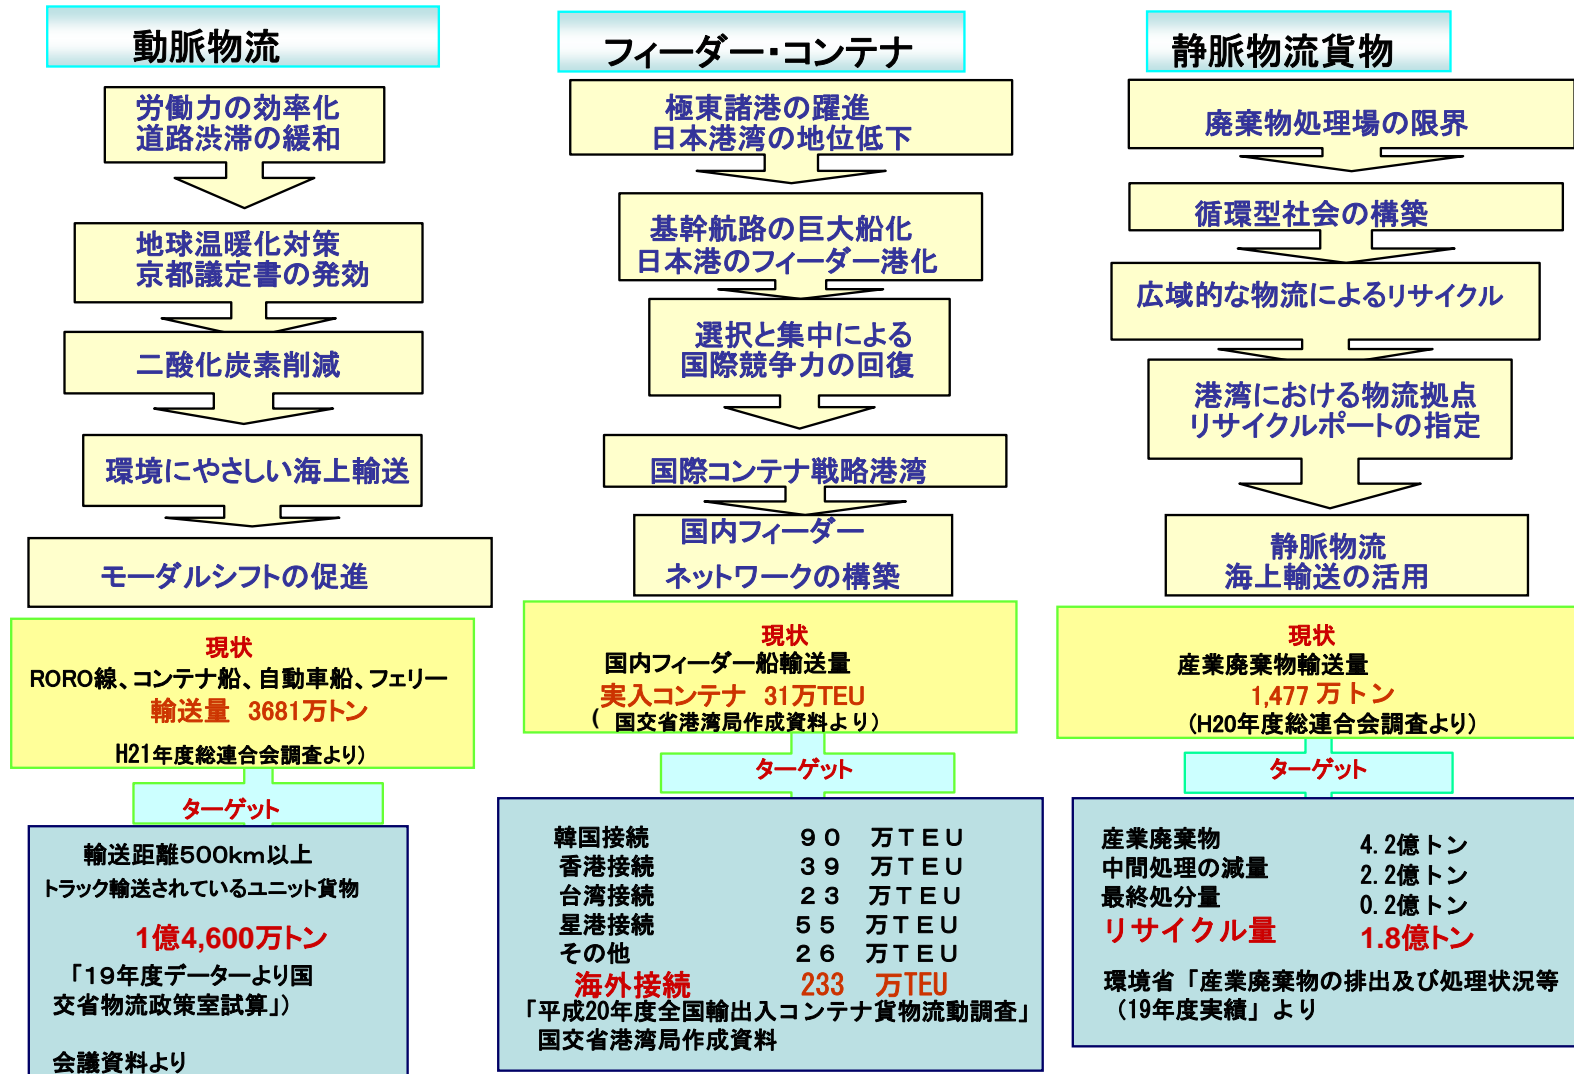 動脈物流
労働力の効率化
道路渋滞の緩和
地球温暖化対策
京都議定書の発効
二酸化炭素削減
環境にやさしい海上輸送
モーダルシフトの促進
現状
RORO線、コンテナ船、自動車船、フェリー
輸送量 3681万トン
H21年度総連合会調査より）
ターゲット
輸送距離500km以上
トラック輸送されているユニット貨物
1億4,600万トン
「19年度データーより国
交省物流政策室試算」）
会議資料より
フィーダー・コンテナ
極東諸港の躍進
日本港湾の地位低下
基幹航路の巨大船化
日本港のフィーダー港化
選択と集中による
国際競争力の回復
国際コンテナ戦略港湾
国内フィーダー
ネットワークの構築
現状
国内フィーダー船輸送量
実入コンテナ 31万TEU
（ 国交省港湾局作成資料より）
ターゲット
韓国接続 ９０ 万ＴＥＵ
香港接続 ３９ 万ＴＥＵ
台湾接続 ２３ 万ＴＥＵ
星港接続 ５５ 万ＴＥＵ
その他 ２６ 万ＴＥＵ
海外接続 233 万TEU
「平成20年度全国輸出入コンテナ貨物流動調査」
国交省港湾局作成資料
静脈物流貨物
廃棄物処理場の限界
循環型社会の構築
広域的な物流によるリサイクル
港湾における物流拠点
リサイクルポートの指定
静脈物流
海上輸送の活用
現状
産業廃棄物輸送量
1,477 万トン
（H20年度総連合会調査より）
ターゲット
産業廃棄物 4.2億トン
中間処理の減量 2.2億トン
最終処分量 0.2億トン
リサイクル量 1.8億トン
環境省「産業廃棄物の排出及び処理状況等
（19年度実績」より